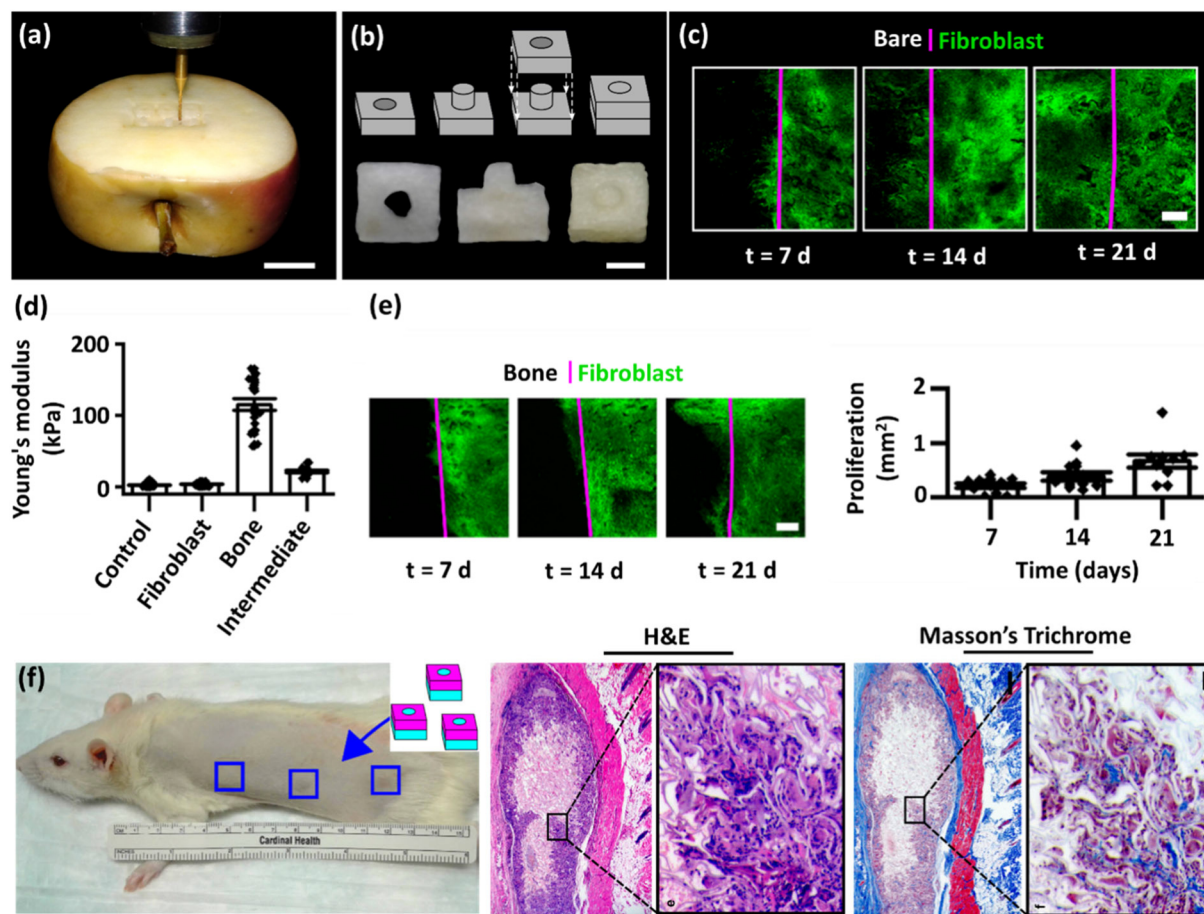 (a)
(b)
(c)
Bare | Fibroblast
t = 7 d
t = 14 d
t = 21 d
(d)
Young's modulus
(kPa)
200
100
0
Control
Fibroblast
Bone
Intermediate
(e)
Bone | Fibroblast
t = 7 d
t = 14 d
t = 21 d
Proliferation
(mm²)
2
1
0
7
14
21
Time (days)
(f)
Cardinal Health
INCHES
H&E
e
Masson's Trichrome
f